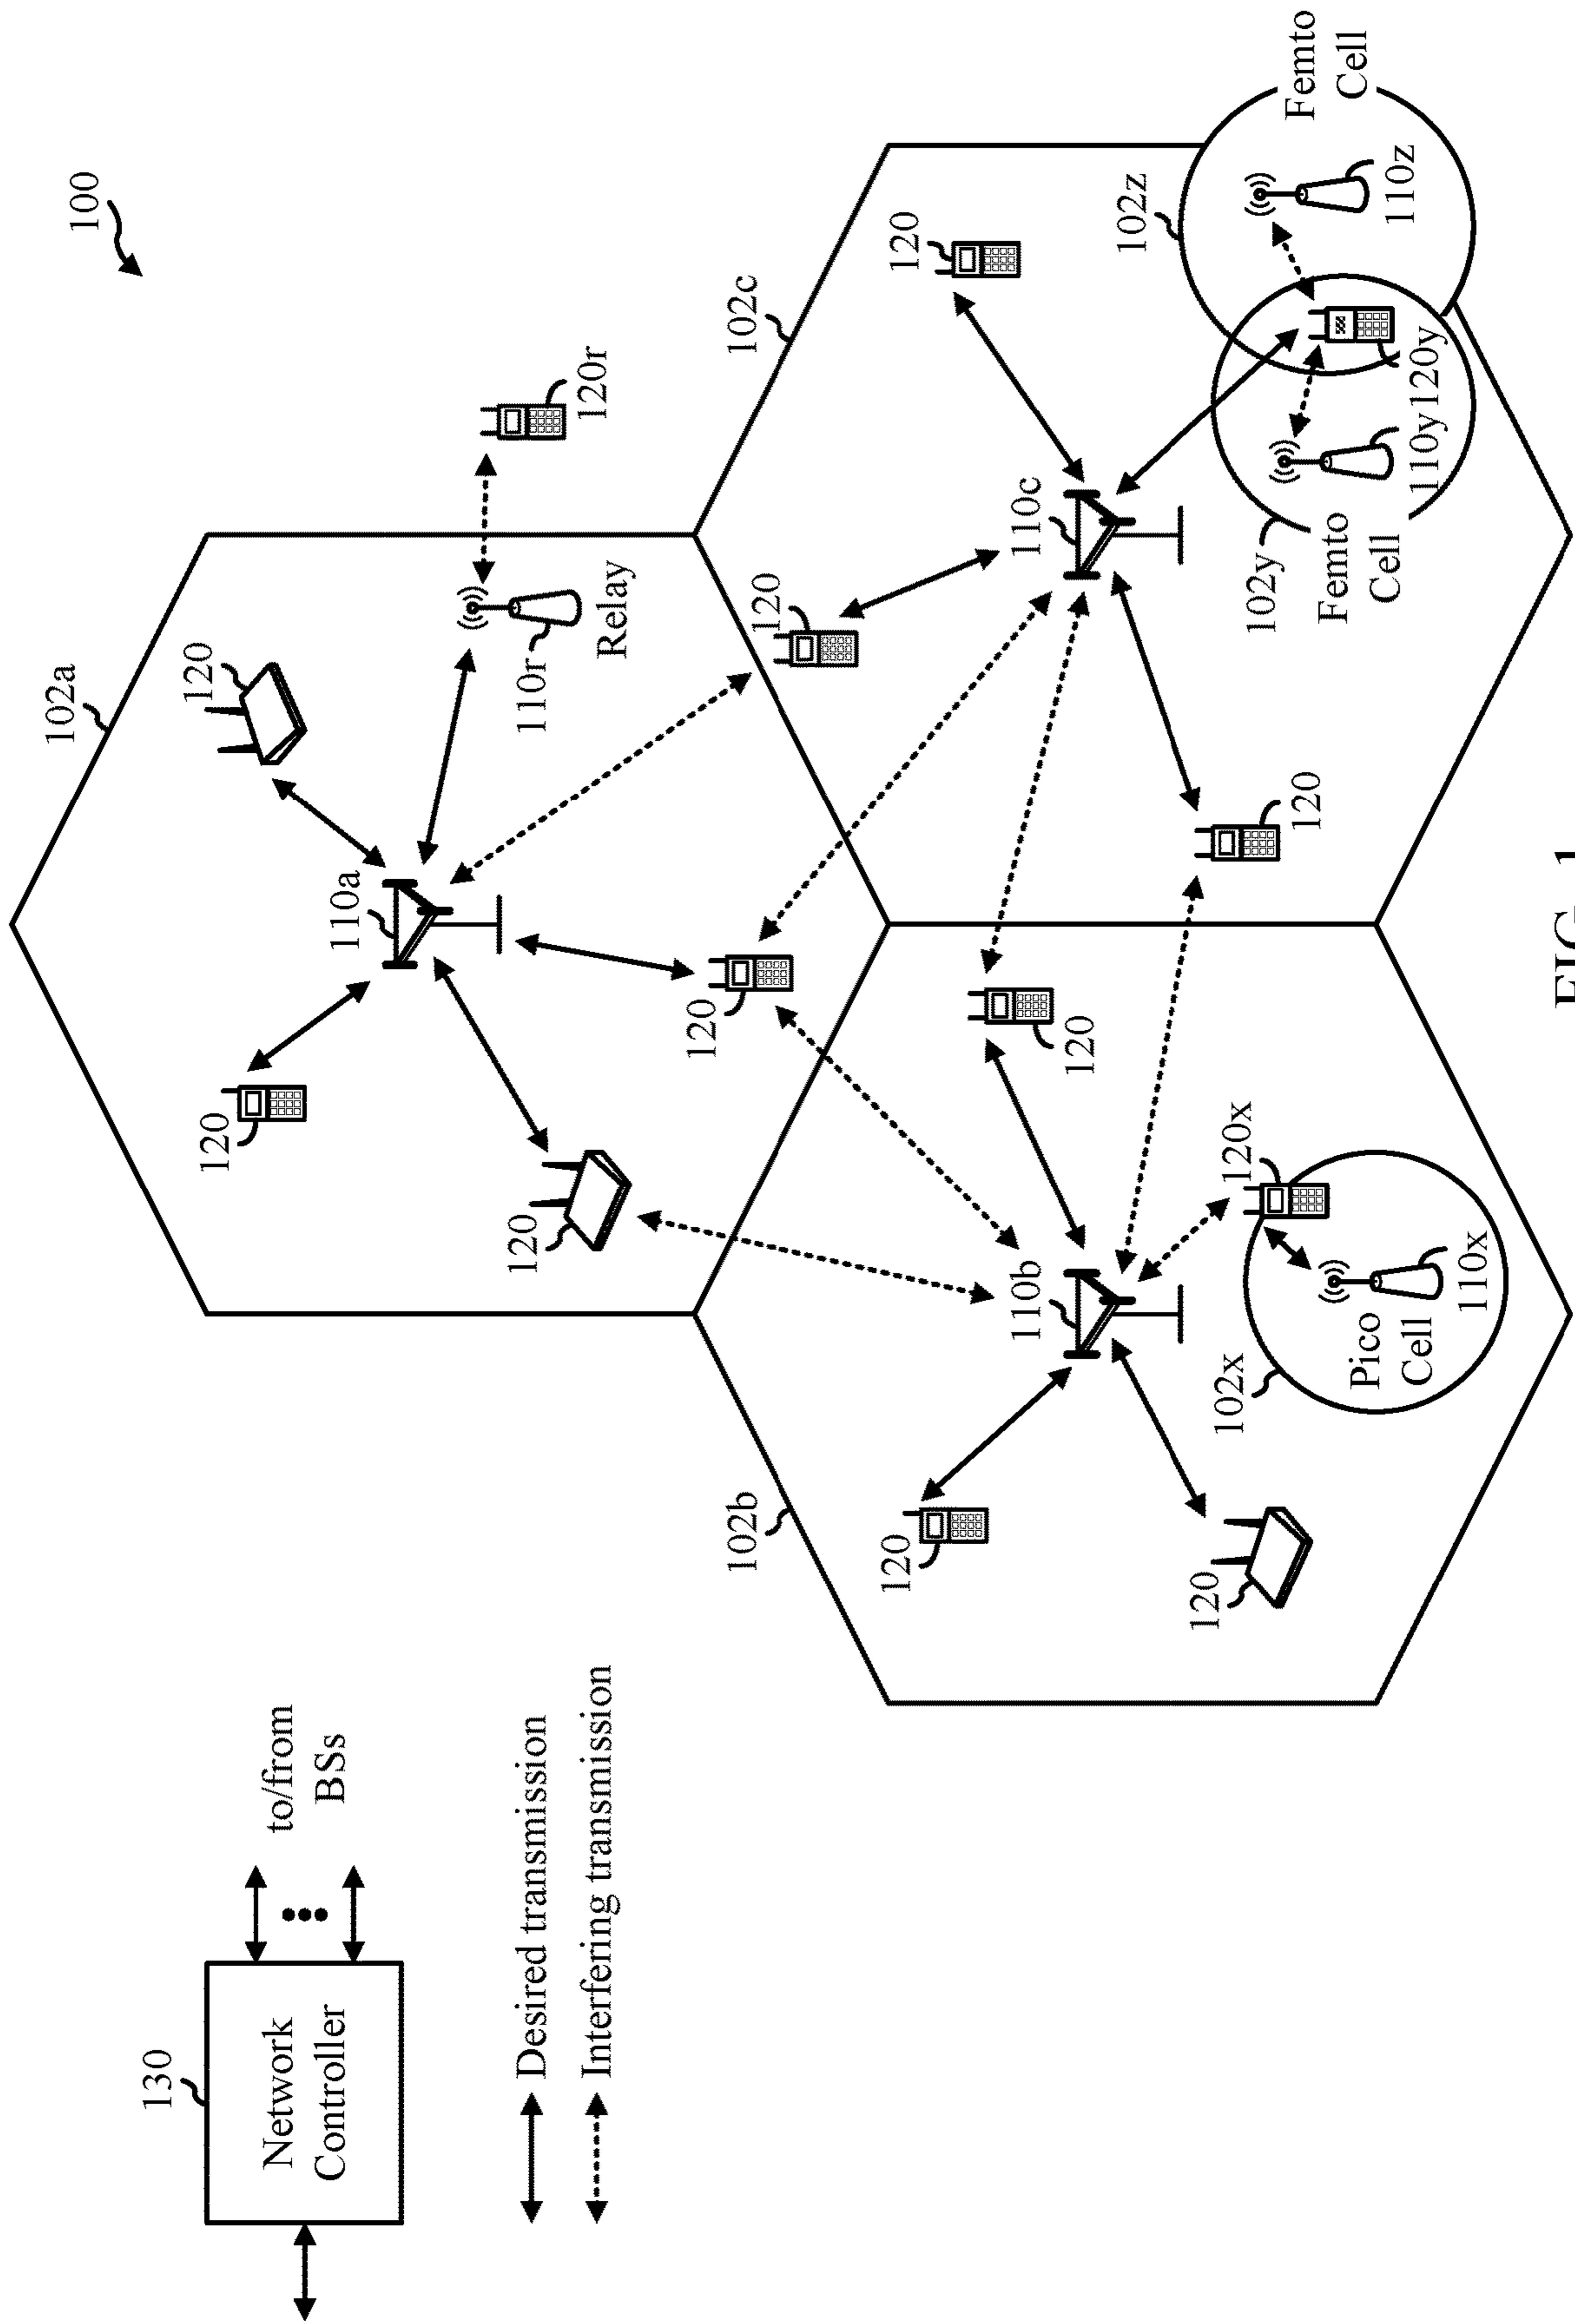 100
130
Network
Controller
to/from
BSs
Desired transmission
Interfering transmission
102a
120
120
110a
120
120
110r
Relay
120r
102b
120
120
110b
120
102x
Pico
Cell
110x
120x
102c
120
110c
120
120
102y
Femto
Cell
110y
120y
102z
110z
Femto
Cell
FIG. 1